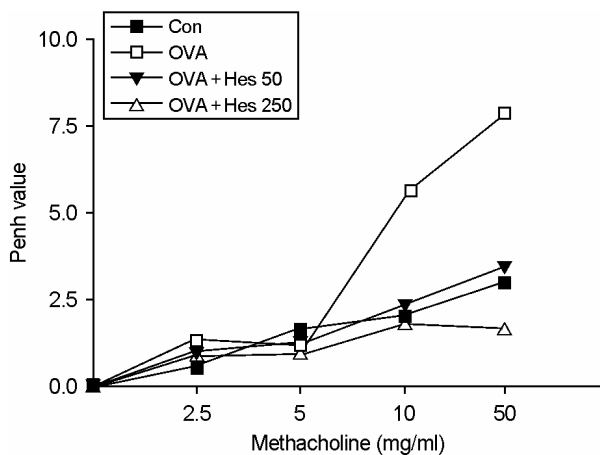 Con
OVA
OVA + Hes 50
OVA + Hes 250
10.0
7.5
5.0
2.5
0.0
Penh value
2.5 5 10 50
Methacholine (mg/ml)